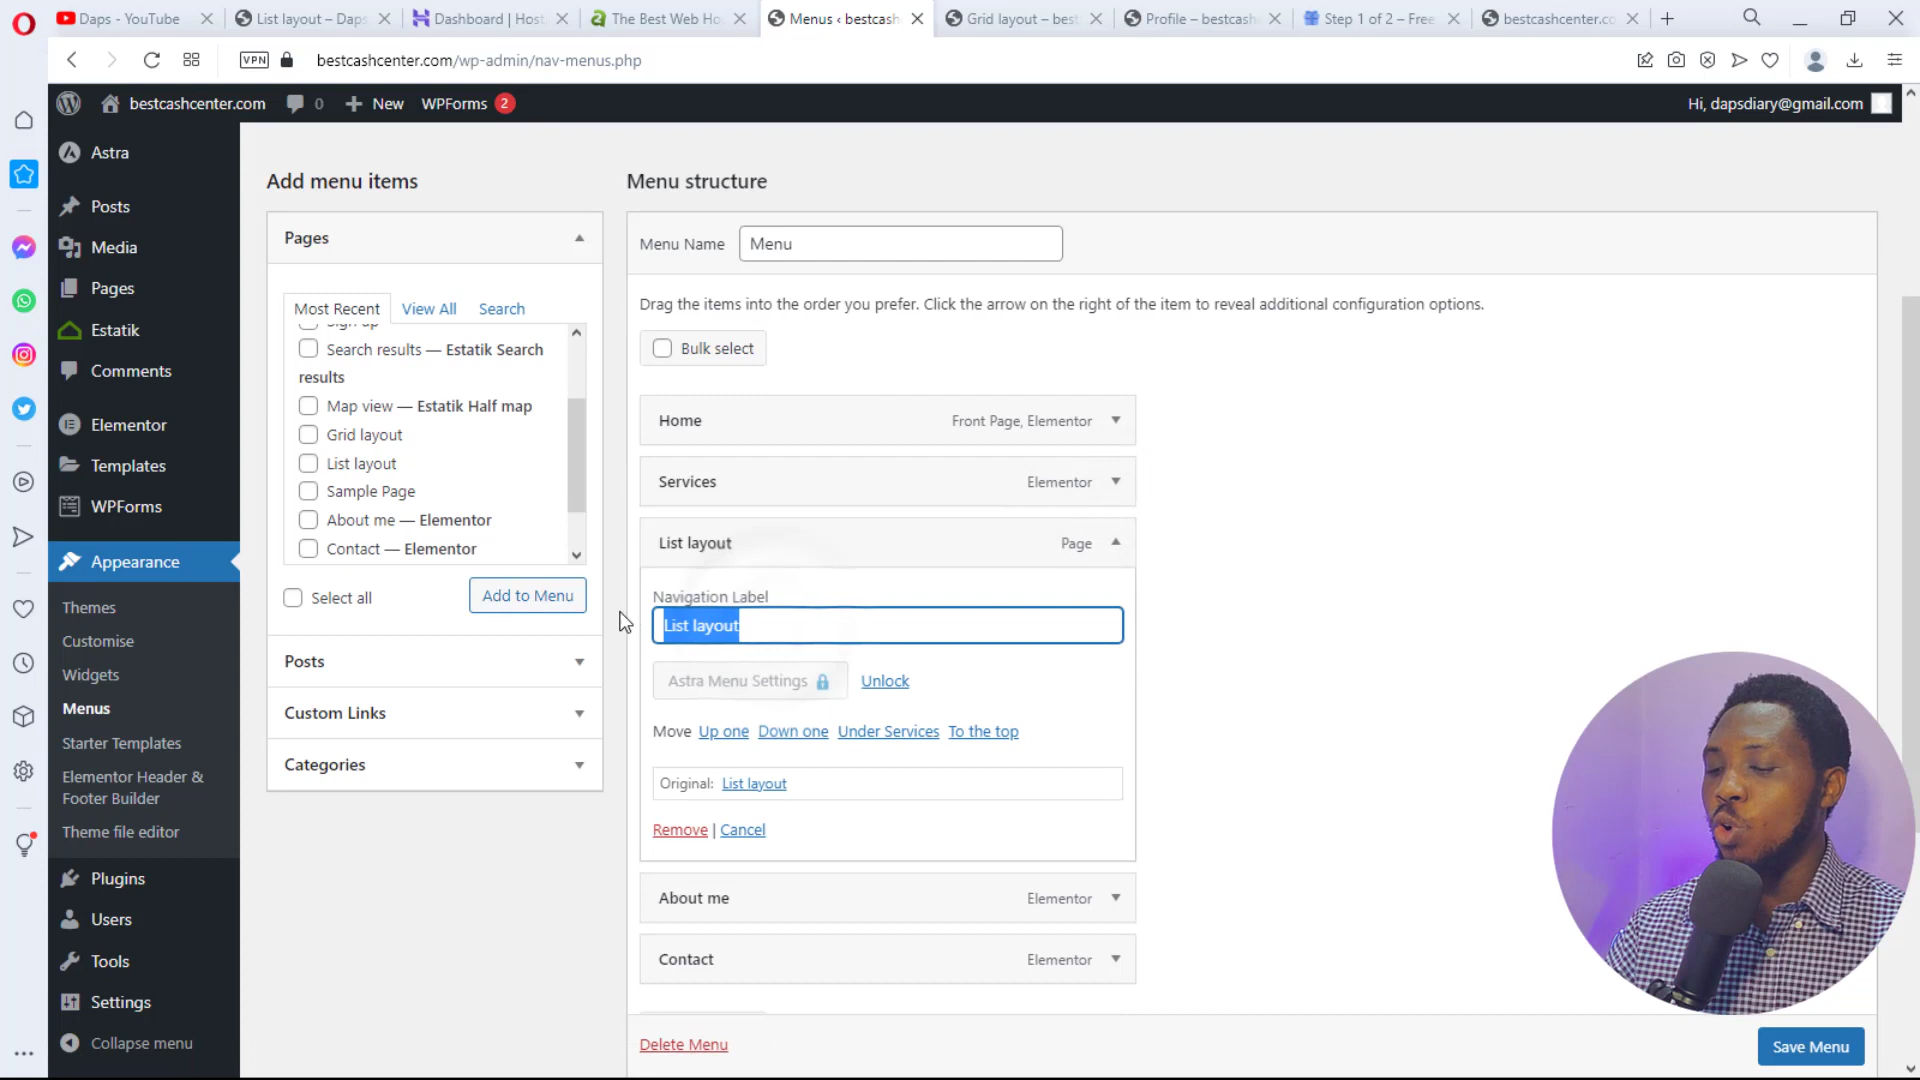 Daps - YouTube
List layout – Daps
Dashboard | Host
The Best Web Ho
Menus ‹ bestcash
Grid layout – best
Profile – bestcash
Step 1 of 2 – Free
bestcashcenter.co
VPN
bestcashcenter.com/wp-admin/nav-menus.php
bestcashcenter.com
0
New
WPForms 2
Hi, dapsdiary@gmail.com
Astra
Posts
Media
Pages
Estatik
Comments
Elementor
Templates
WPForms
Appearance
Themes
Customise
Widgets
Menus
Starter Templates
Elementor Header &
Footer Builder
Theme file editor
Plugins
Users
Tools
Settings
Collapse menu
Add menu items
Pages
Most Recent
View All
Search
Sign up
Search results — Estatik Search
results
Map view — Estatik Half map
Grid layout
List layout
Sample Page
About me — Elementor
Contact — Elementor
Select all
Add to Menu
Posts
Custom Links
Categories
Menu structure
Menu Name
Menu
Drag the items into the order you prefer. Click the arrow on the right of the item to reveal additional configuration options.
Bulk select
Home
Front Page, Elementor
Services
Elementor
List layout
Page
Navigation Label
List layout
Astra Menu Settings
Unlock
Move Up one Down one Under Services To the top
Original: List layout
Remove | Cancel
About me
Elementor
Contact
Elementor
Delete Menu
Save Menu